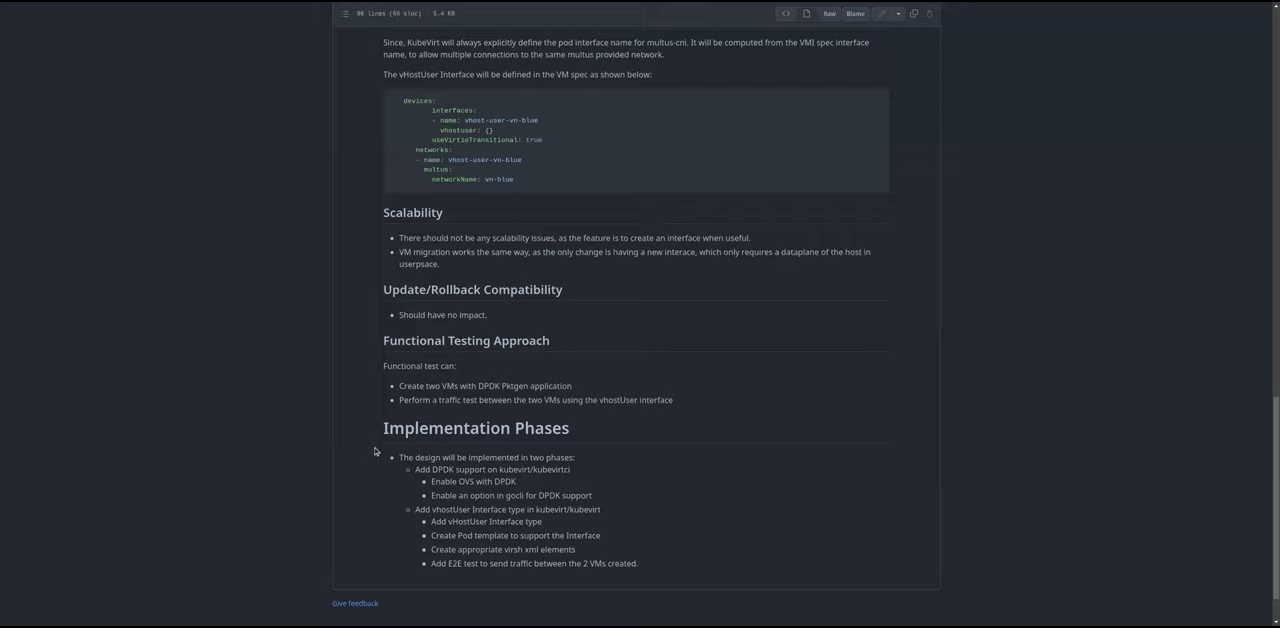 96 lines (68 sloc) 5.4 KB
Raw Blame
Since, KubeVirt will always explicitly define the pod interface name for multus-cni. It will be computed from the VMI spec interface
name, to allow multiple connections to the same multus provided network.
The vHostUser Interface will be defined in the VM spec as shown below:
devices:
interfaces:
- name: vhost-user-vn-blue
vhostuser: {}
useVirtioTransitional: true
networks:
- name: vhost-user-vn-blue
multus:
networkName: vn-blue
Scalability
• There should not be any scalability issues, as the feature is to create an interface when useful.
• VM migration works the same way, as the only change is having a new interace, which only requires a dataplane of the host in
userpsace.
Update/Rollback Compatibility
• Should have no impact.
Functional Testing Approach
Functional test can:
• Create two VMs with DPDK Pktgen application
• Perform a traffic test between the two VMs using the vhostUser interface
Implementation Phases
• The design will be implemented in two phases:
○ Add DPDK support on kubevirt/kubevirtci
▪ Enable OVS with DPDK
▪ Enable an option in gocli for DPDK support
○ Add vhostUser Interface type in kubevirt/kubevirt
▪ Add vHostUser Interface type
▪ Create Pod template to support the Interface
▪ Create appropriate virsh xml elements
▪ Add E2E test to send traffic between the 2 VMs created.
Give feedback